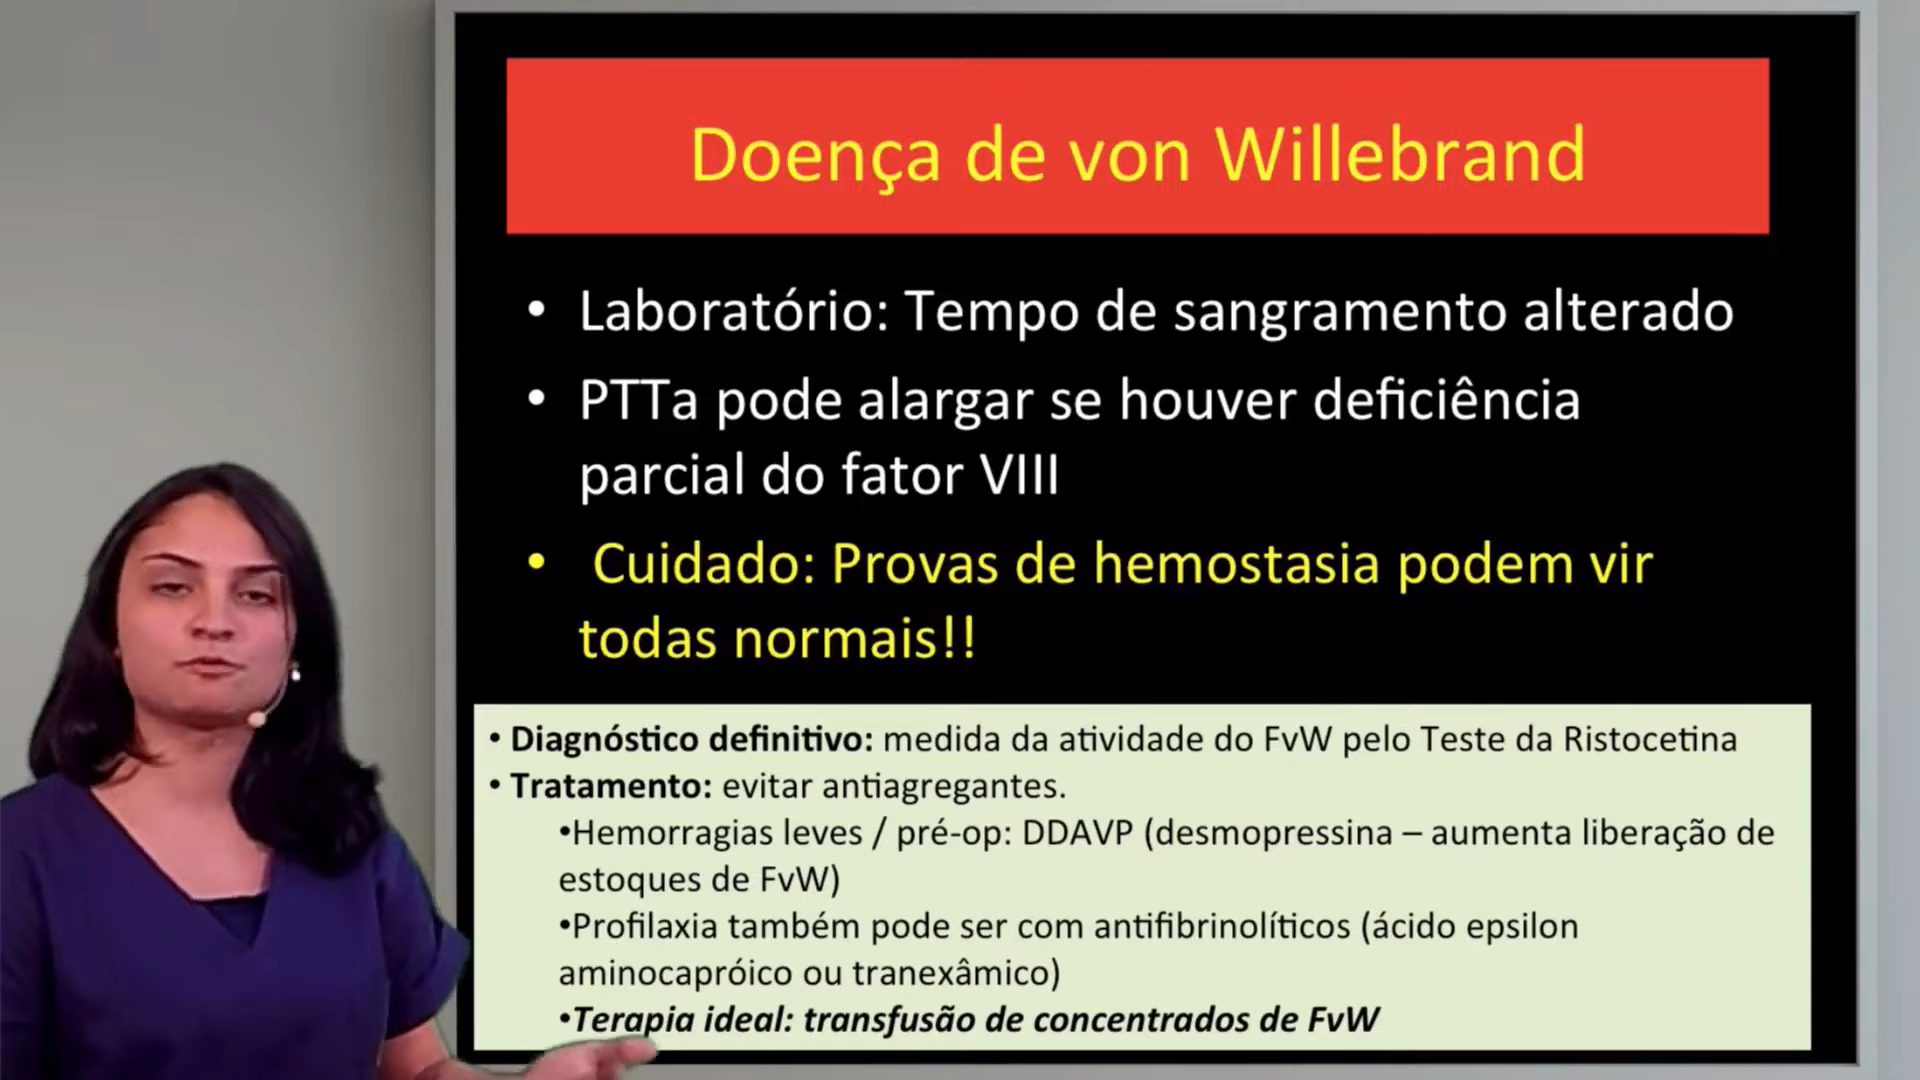 Doença de von Willebrand
• Laboratório: Tempo de sangramento alterado
• PTTa pode alargar se houver deficiência
parcial do fator VIII
• Cuidado: Provas de hemostasia podem vir
todas normais!!
• Diagnóstico definitivo: medida da atividade do FvW pelo Teste da Ristocetina
• Tratamento: evitar antiagregantes.
•Hemorragias leves / pré-op: DDAVP (desmopressina – aumenta liberação de
estoques de FvW)
•Profilaxia também pode ser com antifibrinolíticos (ácido epsilon
aminocapróico ou tranexâmico)
•Terapia ideal: transfusão de concentrados de FvW